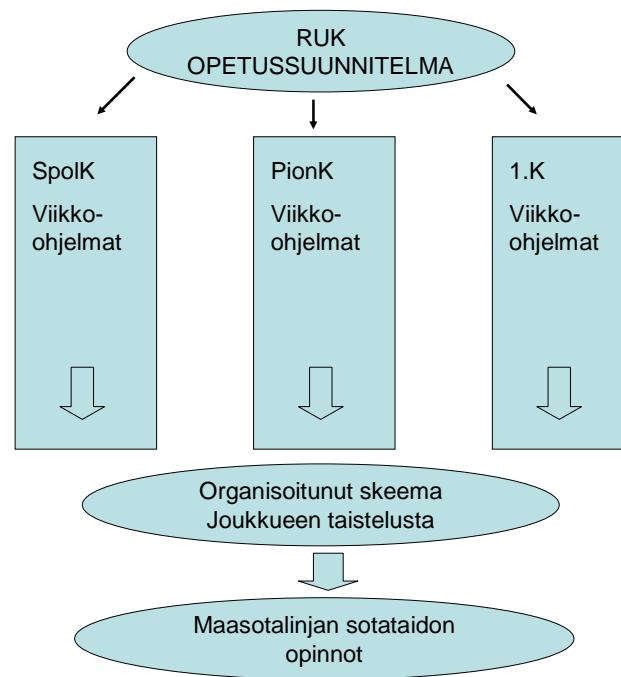 RUK
OPETUSSUUNNITELMA
SpolK
Viikko-
ohjelmat
PionK
Viikko-
ohjelmat
1.K
Viikko-
ohjelmat
Organisoitunut skeema
Joukkueen taistelusta
Maasotalinjan sotataidon
opinnot